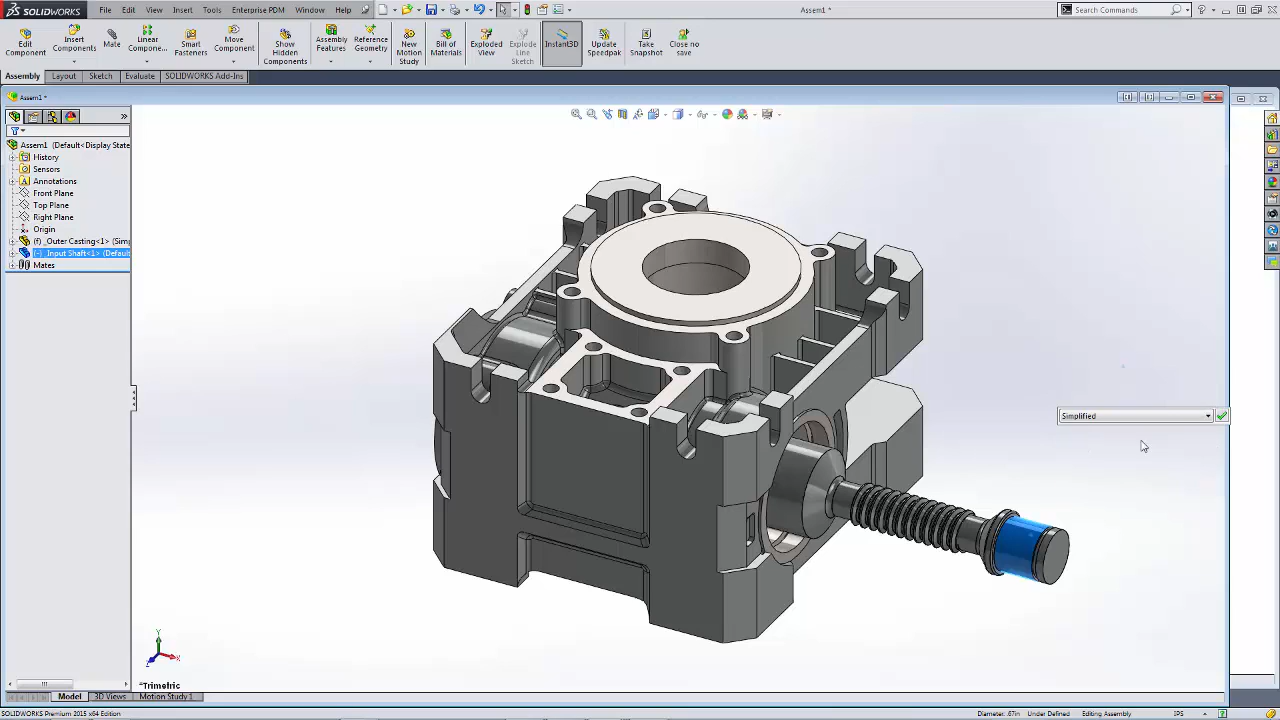 SOLIDWORKS File Edit View Insert Tools Enterprise PDM Window Help Assem1 * Search Commands
Edit Component
Insert Components
Mate
Linear Compone...
Smart Fasteners
Move Component
Show Hidden Components
Assembly Features
Reference Geometry
New Motion Study
Bill of Materials
Exploded View
Explode Line Sketch
Instant3D
Update Speedpak
Take Snapshot
Close no save
Assembly Layout Sketch Evaluate SOLIDWORKS Add-Ins
Assem1 *
Assem1 (Default<Display State
History
Sensors
Annotations
Front Plane
Top Plane
Right Plane
Origin
(f) _Outer Casting<1> (Simp
(-) _Input Shaft<1> (Default
Mates
Simplified
Y
X
Z
*Trimetric
Model 3D Views Motion Study 1
SOLIDWORKS Premium 2015 x64 Edition Diameter: .67in Under Defined Editing Assembly IPS